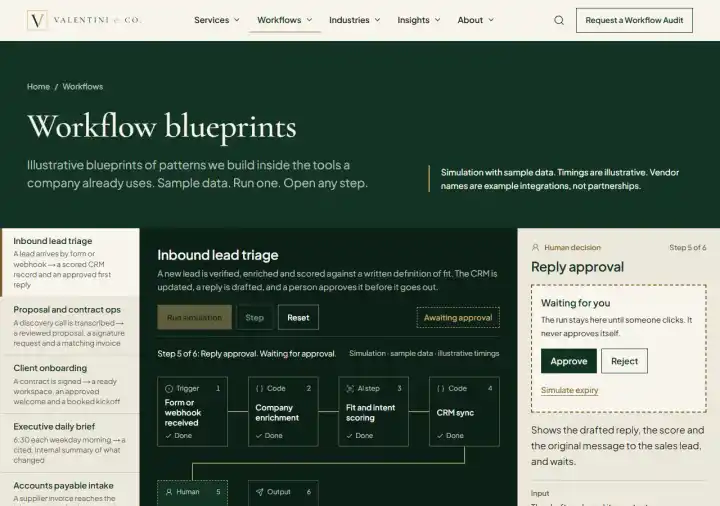 V VALENTINI & CO.
Services
Workflows
Industries
Insights
About
Request a Workflow Audit
Home / Workflows
Workflow blueprints
Illustrative blueprints of patterns we build inside the tools a
company already uses. Sample data. Run one. Open any step.
Simulation with sample data. Timings are illustrative. Vendor
names are example integrations, not partnerships.
Inbound lead triage
A lead arrives by form or
webhook → a scored CRM
record and an approved first
reply
Proposal and contract ops
A discovery call is transcribed →
a reviewed proposal, a signature
request and a matching invoice
Client onboarding
A contract is signed → a ready
workspace, an approved
welcome and a booked kickoff
Executive daily brief
6:30 each weekday morning → a
cited, internal summary of what
changed
Accounts payable intake
A supplier invoice reaches the
Inbound lead triage
A new lead is verified, enriched and scored against a written definition of fit. The CRM is
updated, a reply is drafted, and a person approves it before it goes out.
Run simulation
Step
Reset
Awaiting approval
Step 5 of 6: Reply approval. Waiting for approval.
Simulation · sample data · illustrative timings
Trigger 1
Form or
webhook
received
Done
{ } Code 2
Company
enrichment
Done
AI step 3
Fit and intent
scoring
Done
{ } Code 4
CRM sync
Done
Human 5
Output 6
Human decision
Step 5 of 6
Reply approval
Waiting for you
The run stays here until someone clicks. It
never approves itself.
Approve
Reject
Simulate expiry
Shows the drafted reply, the score and
the original message to the sales lead,
and waits.
Input